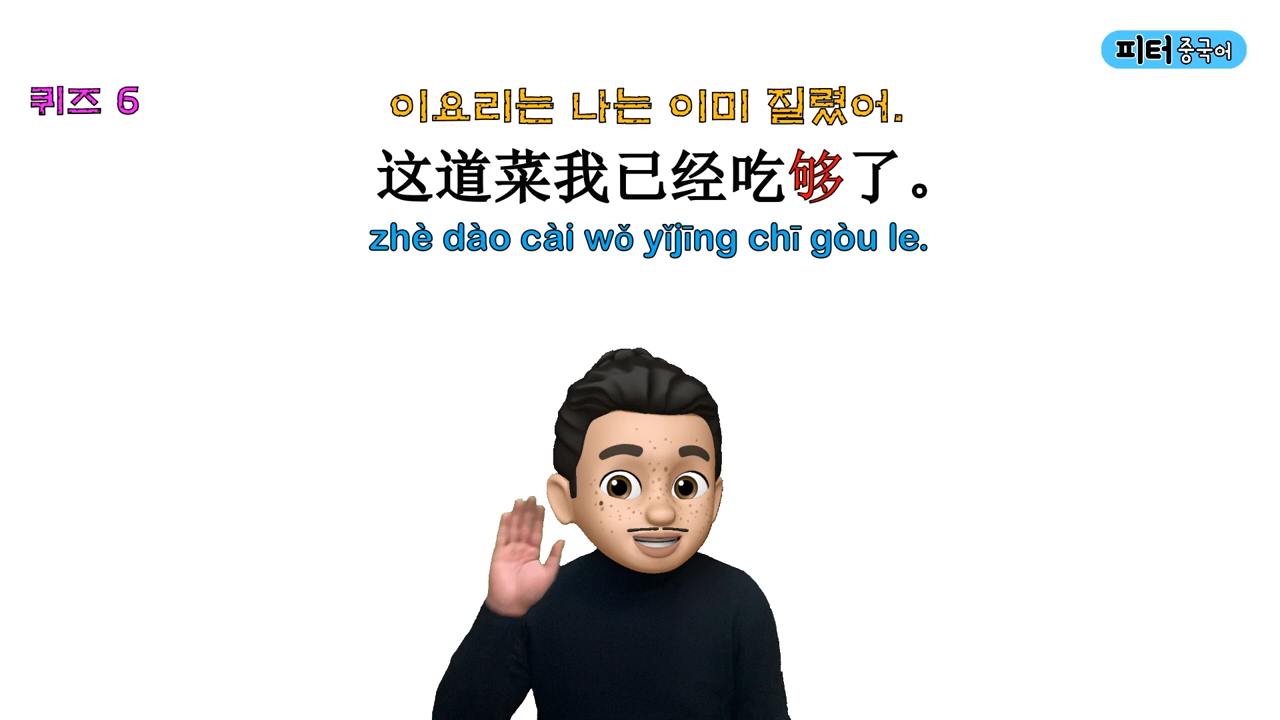 피터 중국어
퀴즈 6
이요리는 나는 이미 질렸어.
这道菜我已经吃够了。
zhè dào cài wǒ yǐjīng chī gòu le.